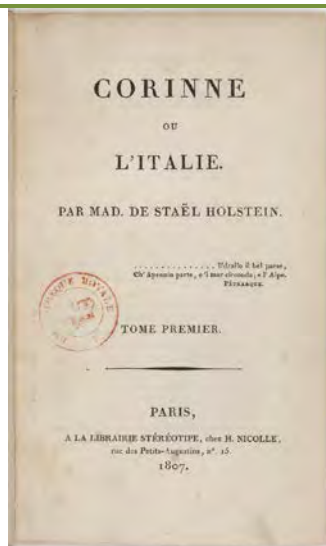 CORINNE
OU
L'ITALIE.
PAR MAD. DE STAËL HOLSTEIN.
. . . . . . . . . . . . . . . Udrallo il bel paese,
Ch' Apennin parte, e 'l mar circonda, e l' Alpe.
PÉTRARQUE.
TOME PREMIER.
PARIS,
A LA LIBRAIRIE STÉRÉOTIPE, chez H. NICOLLE,
rue des Petits-Augustins, n°. 15.
1807.